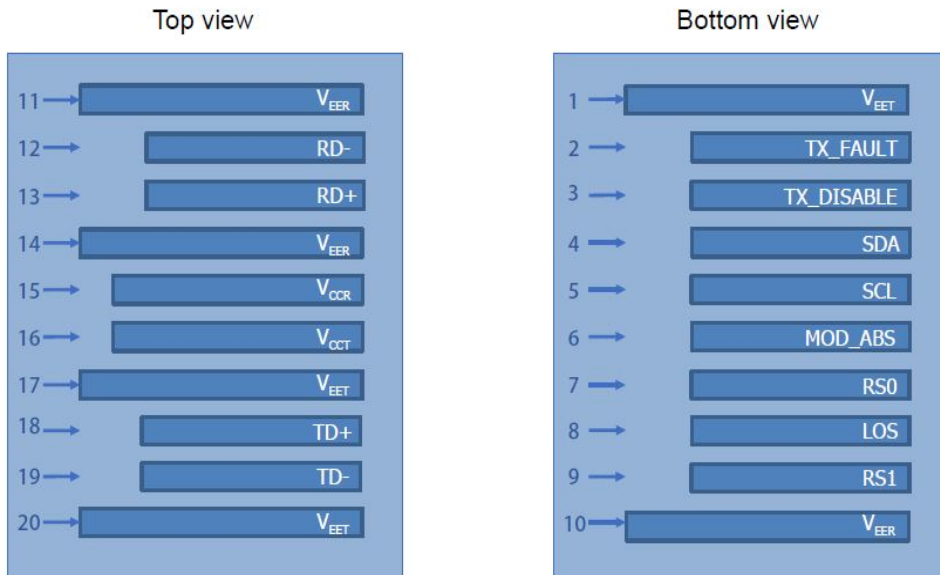 Top view
11 VEER
12 RD-
13 RD+
14 VEER
15 VCCR
16 VCCT
17 VEET
18 TD+
19 TD-
20 VEET
Bottom view
1 VEET
2 TX_FAULT
3 TX_DISABLE
4 SDA
5 SCL
6 MOD_ABS
7 RS0
8 LOS
9 RS1
10 VEER